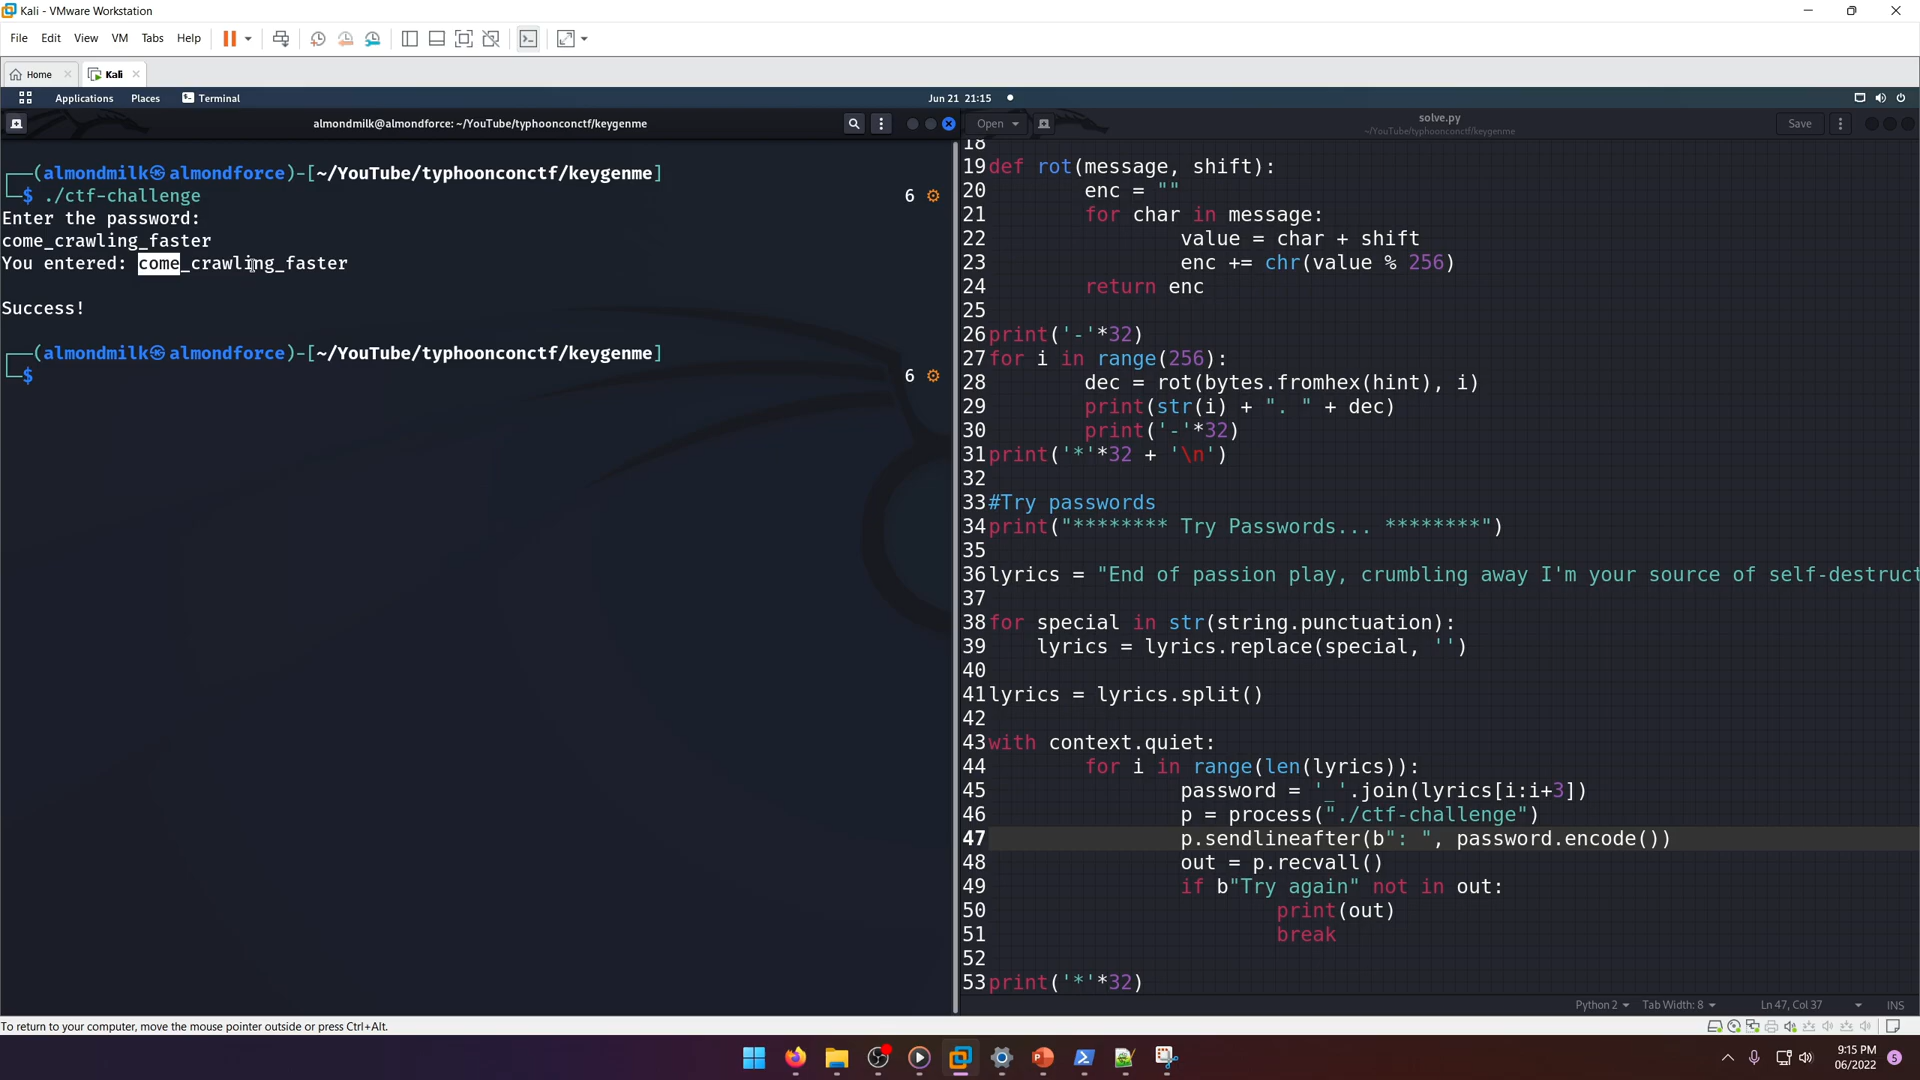 Kali - VMware Workstation
File Edit View VM Tabs Help
Home Kali
Applications Places Terminal Jun 21 21:15
almondmilk@almondforce: ~/YouTube/typhoonconctf/keygenme
Open solve.py Save
~/YouTube/typhoonconctf/keygenme
┌──(almondmilk㉿almondforce)-[~/YouTube/typhoonconctf/keygenme]
└─$ ./ctf-challenge 6 ⚙
Enter the password:
come_crawling_faster
You entered: come_crawling_faster
Success!
┌──(almondmilk㉿almondforce)-[~/YouTube/typhoonconctf/keygenme]
└─$ 6 ⚙
18
19 def rot(message, shift):
20 enc = ""
21 for char in message:
22 value = char + shift
23 enc += chr(value % 256)
24 return enc
25
26 print('-'*32)
27 for i in range(256):
28 dec = rot(bytes.fromhex(hint), i)
29 print(str(i) + ". " + dec)
30 print('-'*32)
31 print('*'*32 + '\n')
32
33 #Try passwords
34 print("******** Try Passwords... ********")
35
36 lyrics = "End of passion play, crumbling away I'm your source of self-destruct
37
38 for special in str(string.punctuation):
39 lyrics = lyrics.replace(special, '')
40
41 lyrics = lyrics.split()
42
43 with context.quiet:
44 for i in range(len(lyrics)):
45 password = '_'.join(lyrics[i:i+3])
46 p = process("./ctf-challenge")
47 p.sendlineafter(b": ", password.encode())
48 out = p.recvall()
49 if b"Try again" not in out:
50 print(out)
51 break
52
53 print('*'*32)
Python 2 Tab Width: 8 Ln 47, Col 37 INS
To return to your computer, move the mouse pointer outside or press Ctrl+Alt.
9:15 PM
06/2022
5